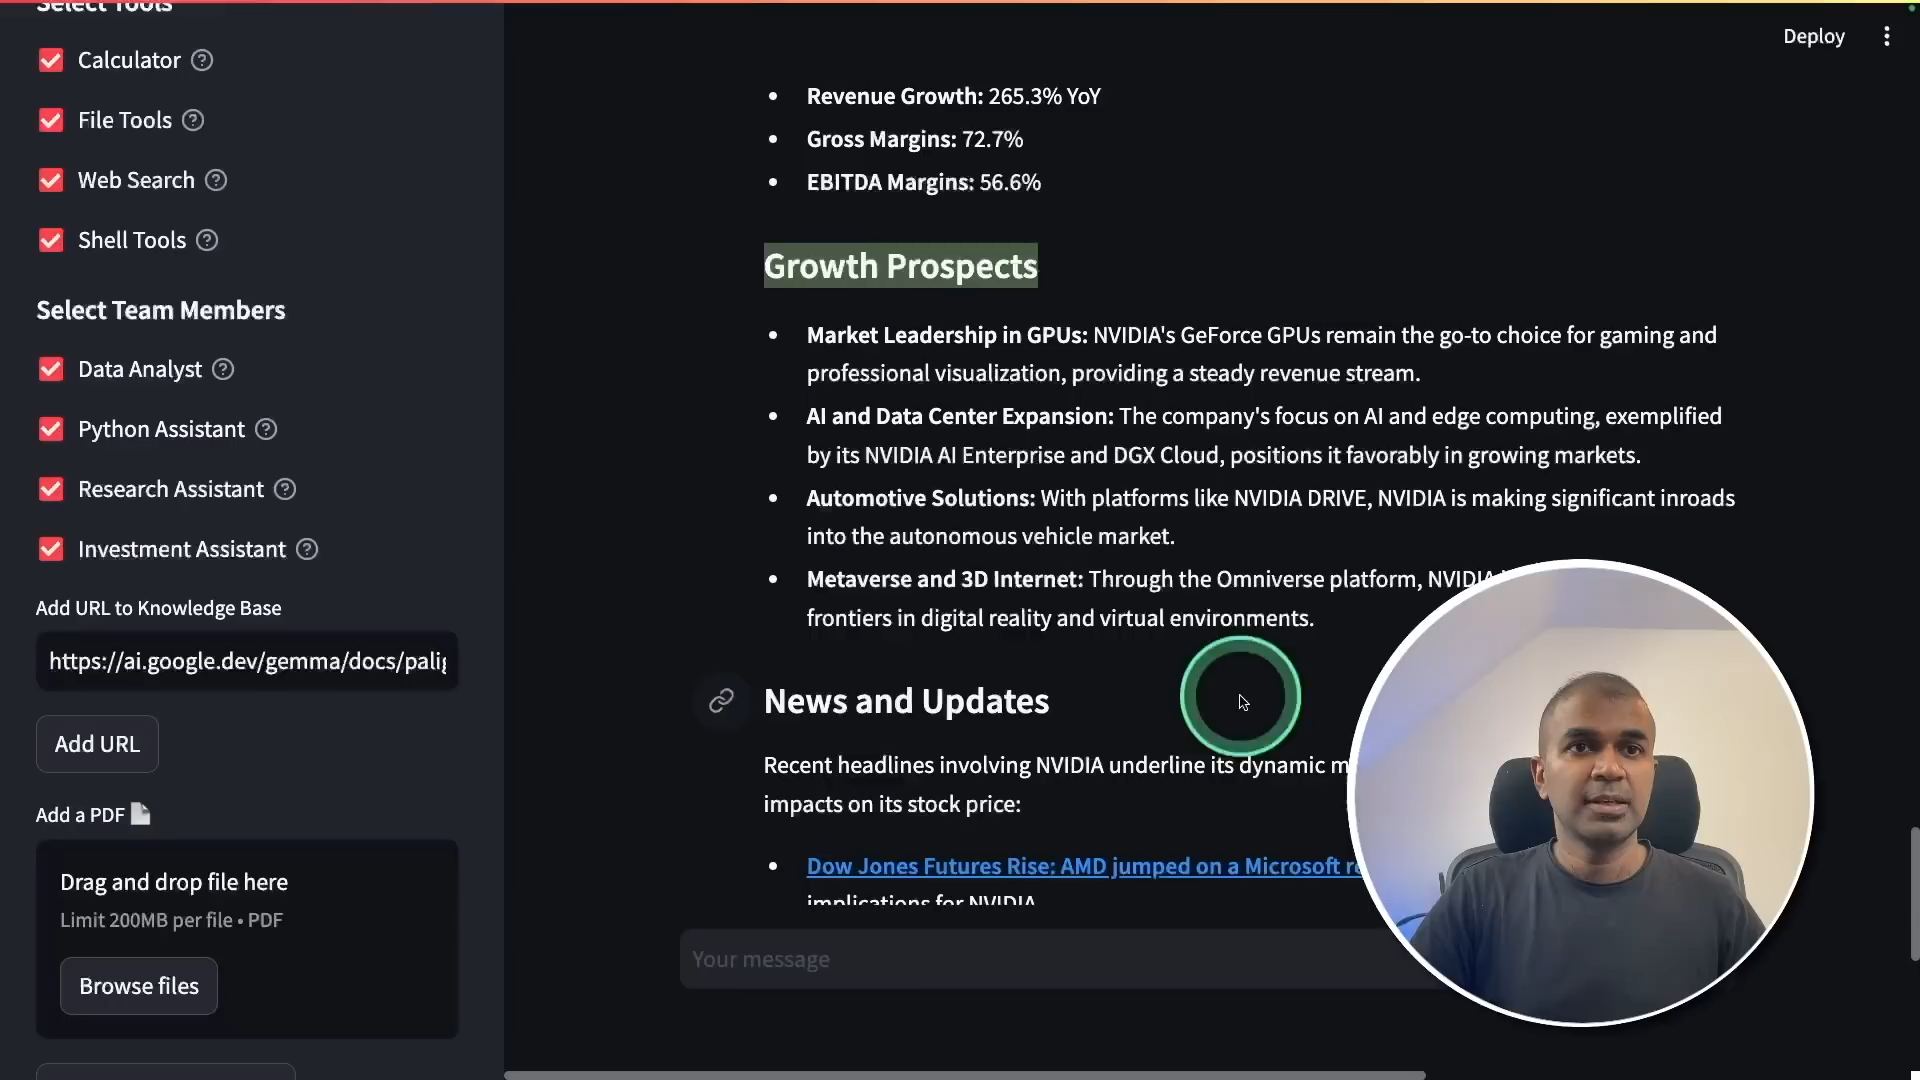 Select Tools
Calculator
File Tools
Web Search
Shell Tools
Select Team Members
Data Analyst
Python Assistant
Research Assistant
Investment Assistant
Add URL to Knowledge Base
https://ai.google.dev/gemma/docs/palig
Add URL
Add a PDF
Drag and drop file here
Limit 200MB per file • PDF
Browse files
Deploy
• Revenue Growth: 265.3% YoY
• Gross Margins: 72.7%
• EBITDA Margins: 56.6%
Growth Prospects
• Market Leadership in GPUs: NVIDIA's GeForce GPUs remain the go-to choice for gaming and
professional visualization, providing a steady revenue stream.
• AI and Data Center Expansion: The company's focus on AI and edge computing, exemplified
by its NVIDIA AI Enterprise and DGX Cloud, positions it favorably in growing markets.
• Automotive Solutions: With platforms like NVIDIA DRIVE, NVIDIA is making significant inroads
into the autonomous vehicle market.
• Metaverse and 3D Internet: Through the Omniverse platform, NVIDIA
frontiers in digital reality and virtual environments.
News and Updates
Recent headlines involving NVIDIA underline its dynamic
impacts on its stock price:
• Dow Jones Futures Rise: AMD jumped on a Microsoft
implications for NVIDIA
Your message